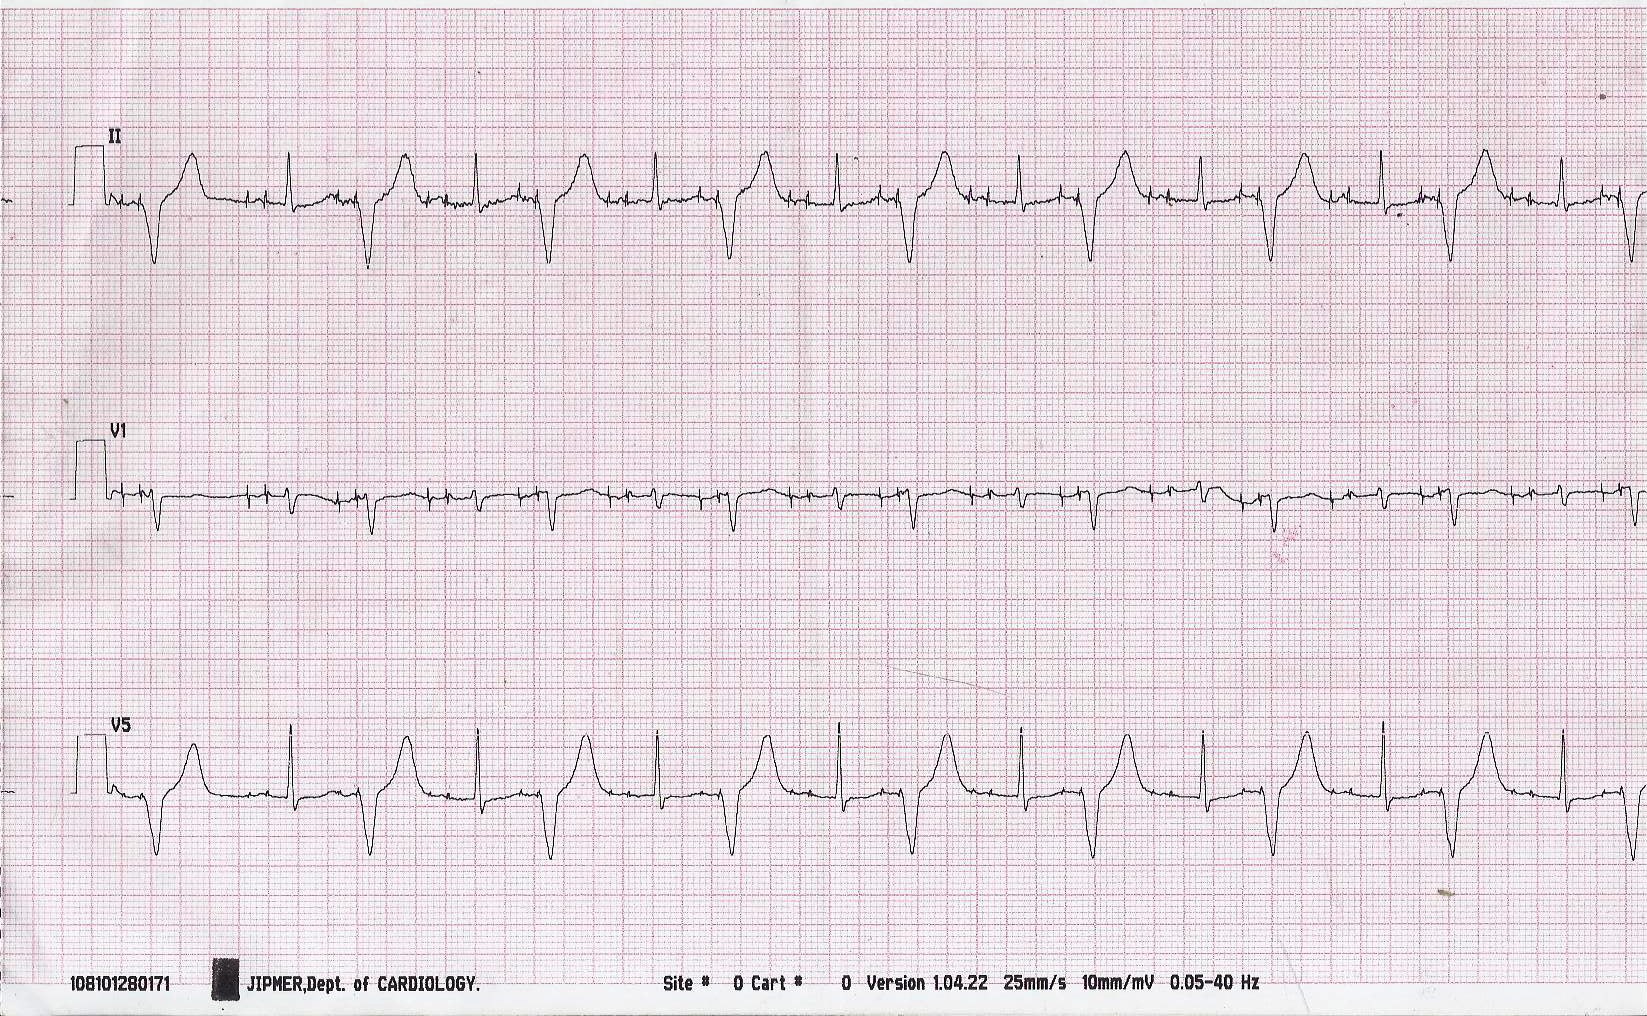 II
V1
V5
108101280171 JIPMER,Dept. of CARDIOLOGY. Site # 0 Cart # 0 Version 1.04.22 25mm/s 10mm/mV 0.05-40 Hz